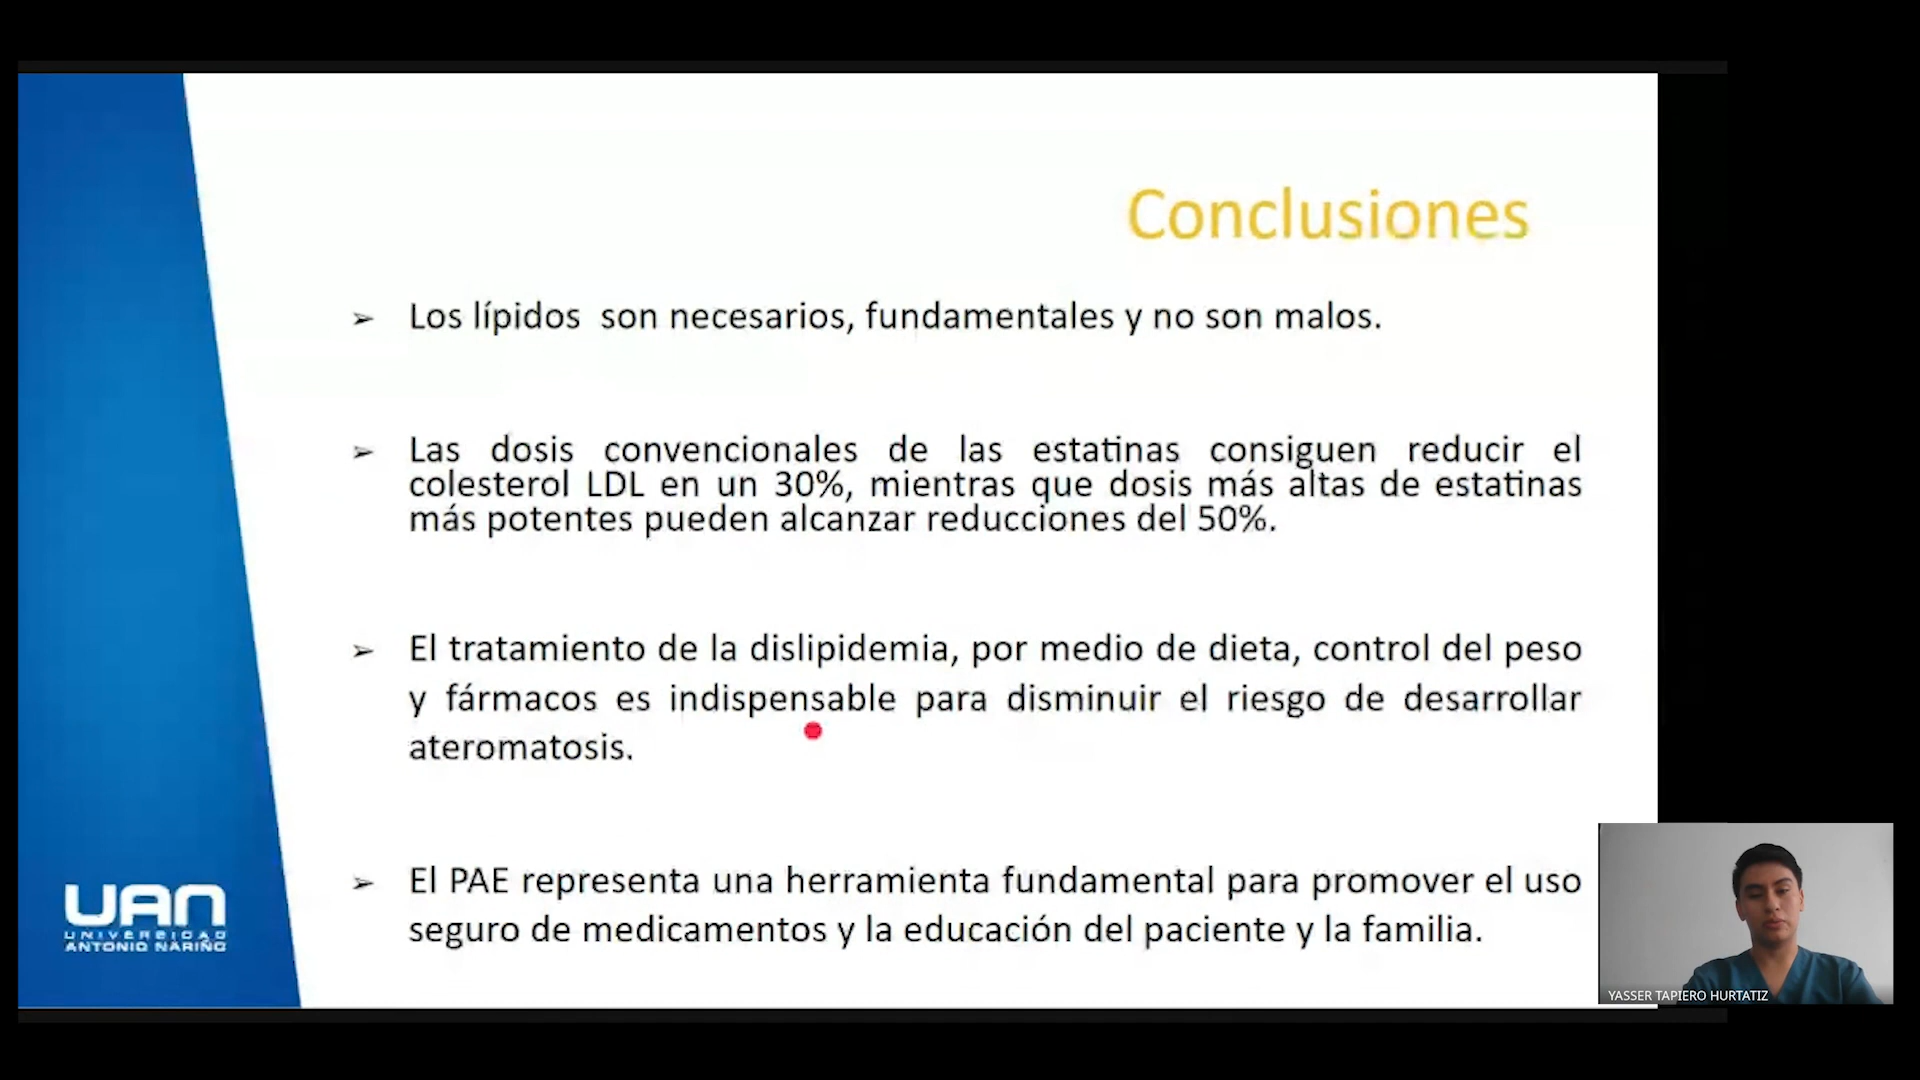 Conclusiones
➢ Los lípidos son necesarios, fundamentales y no son malos.
➢ Las dosis convencionales de las estatinas consiguen reducir el
colesterol LDL en un 30%, mientras que dosis más altas de estatinas
más potentes pueden alcanzar reducciones del 50%.
➢ El tratamiento de la dislipidemia, por medio de dieta, control del peso
y fármacos es indispensable para disminuir el riesgo de desarrollar
ateromatosis.
➢ El PAE representa una herramienta fundamental para promover el uso
seguro de medicamentos y la educación del paciente y la familia.
UAN
UNIVERSIDAD
ANTONIO NARIÑO
YASSER TAPIERO HURTATIZ